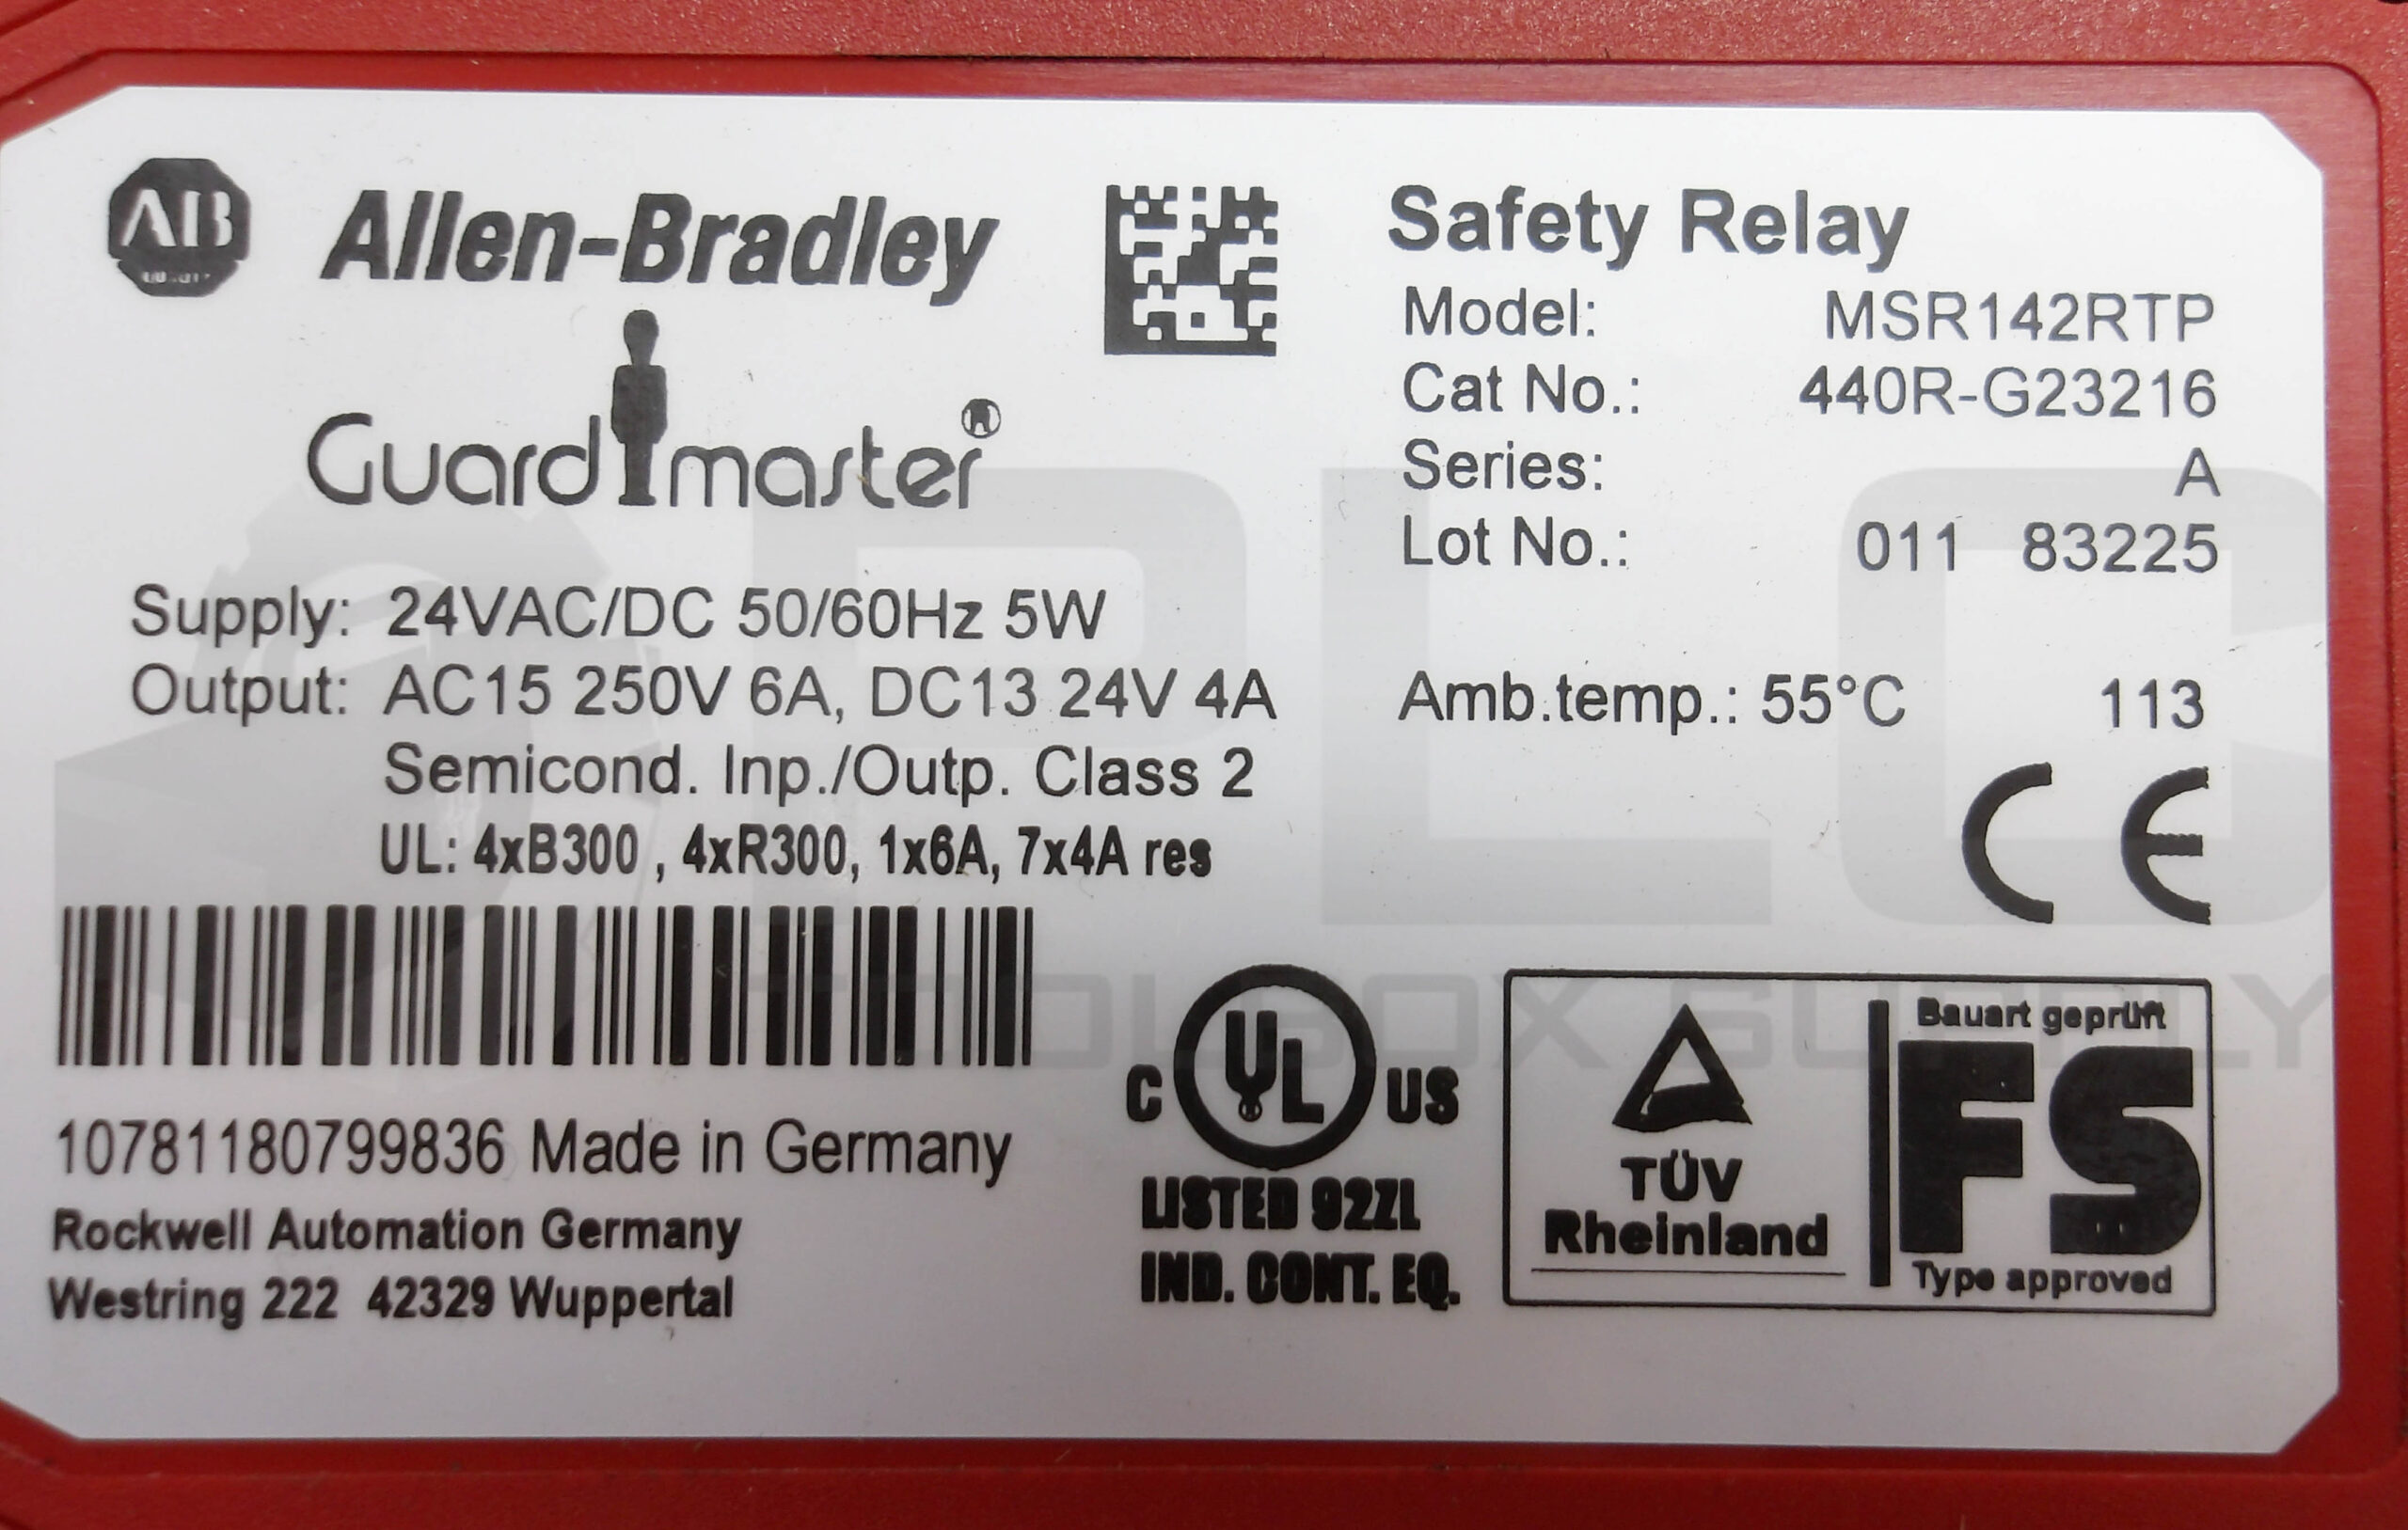 AB
Allen-Bradley
Guardmaster®
Supply: 24VAC/DC 50/60Hz 5W
Output: AC15 250V 6A, DC13 24V 4A
Semicond. Inp./Outp. Class 2
UL: 4xB300 , 4xR300, 1x6A, 7x4A res
10781180799836 Made in Germany
Rockwell Automation Germany
Westring 222 42329 Wuppertal
Safety Relay
Model: MSR142RTP
Cat No.: 440R-G23216
Series: A
Lot No.: 011 83225
Amb.temp.: 55°C 113
CE
C UL US
LISTED 92ZL
IND. CONT. EQ.
TÜV
Rheinland
Bauart geprüft
FS
Type approved
PLC
TOOLBOX SUPPLY